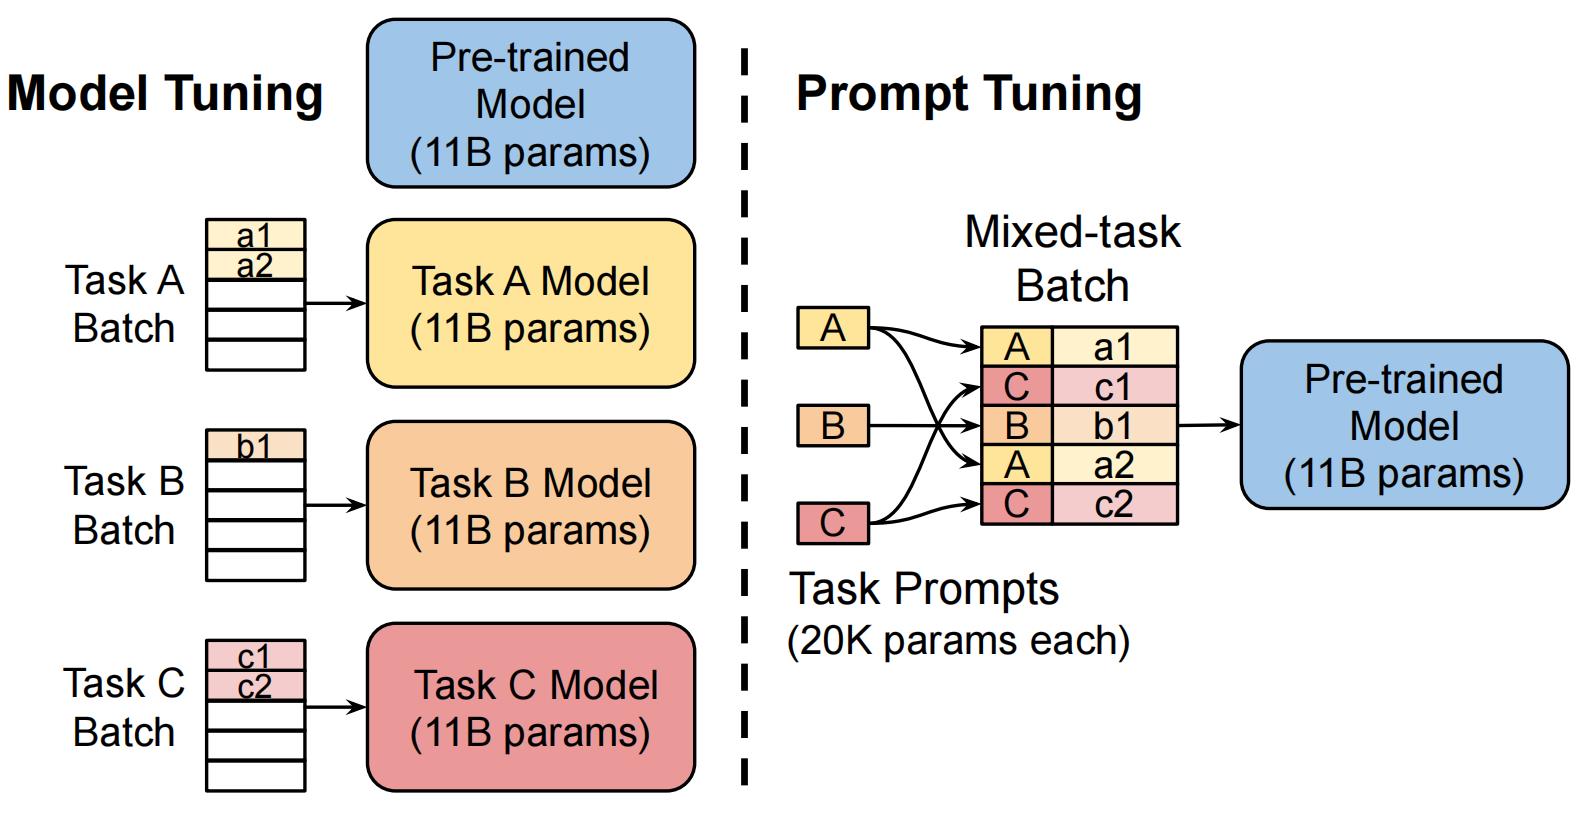 Model Tuning
Pre-trained
Model
(11B params)
a1
a2
Task A
Batch
Task A Model
(11B params)
b1
Task B
Batch
Task B Model
(11B params)
c1
c2
Task C
Batch
Task C Model
(11B params)
Prompt Tuning
Mixed-task
Batch
A
B
C
A a1
C c1
B b1
A a2
C c2
Pre-trained
Model
(11B params)
Task Prompts
(20K params each)